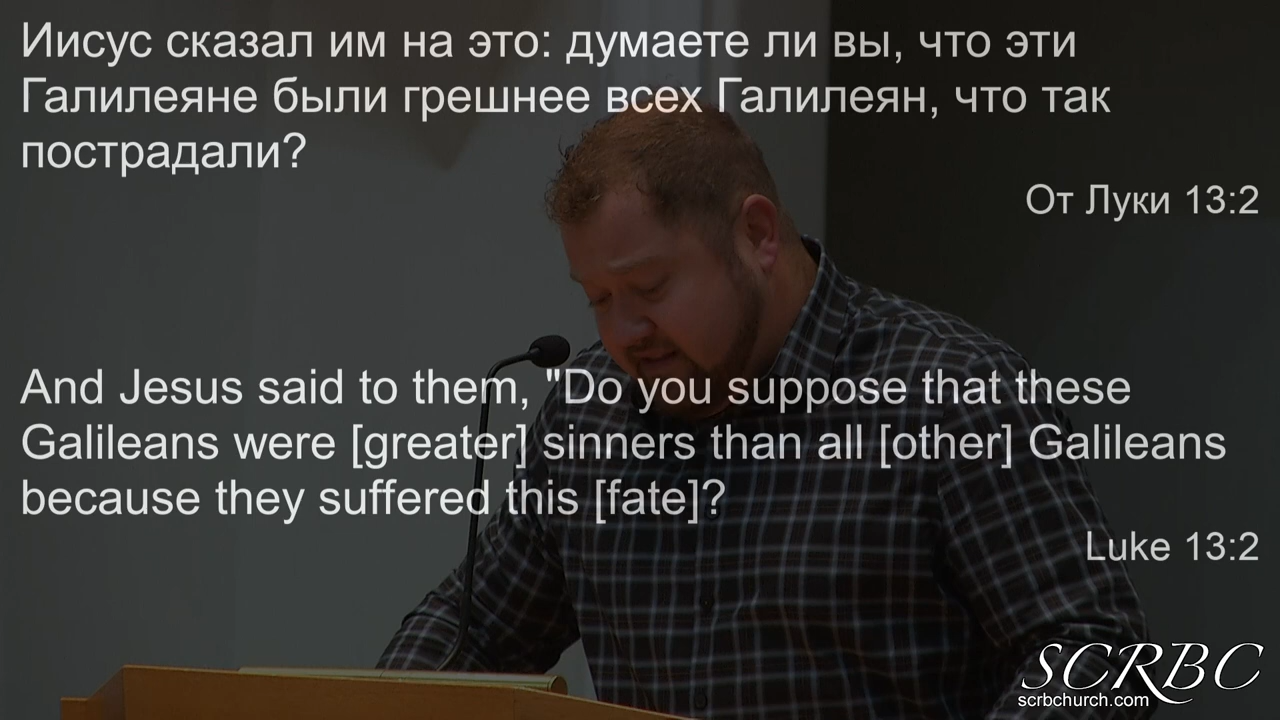 Иисус сказал им на это: думаете ли вы, что эти
Галилеяне были грешнее всех Галилеян, что так
пострадали?
От Луки 13:2
And Jesus said to them, "Do you suppose that these
Galileans were [greater] sinners than all [other] Galileans
because they suffered this [fate]?
Luke 13:2
SCRBC
scrbchurch.com